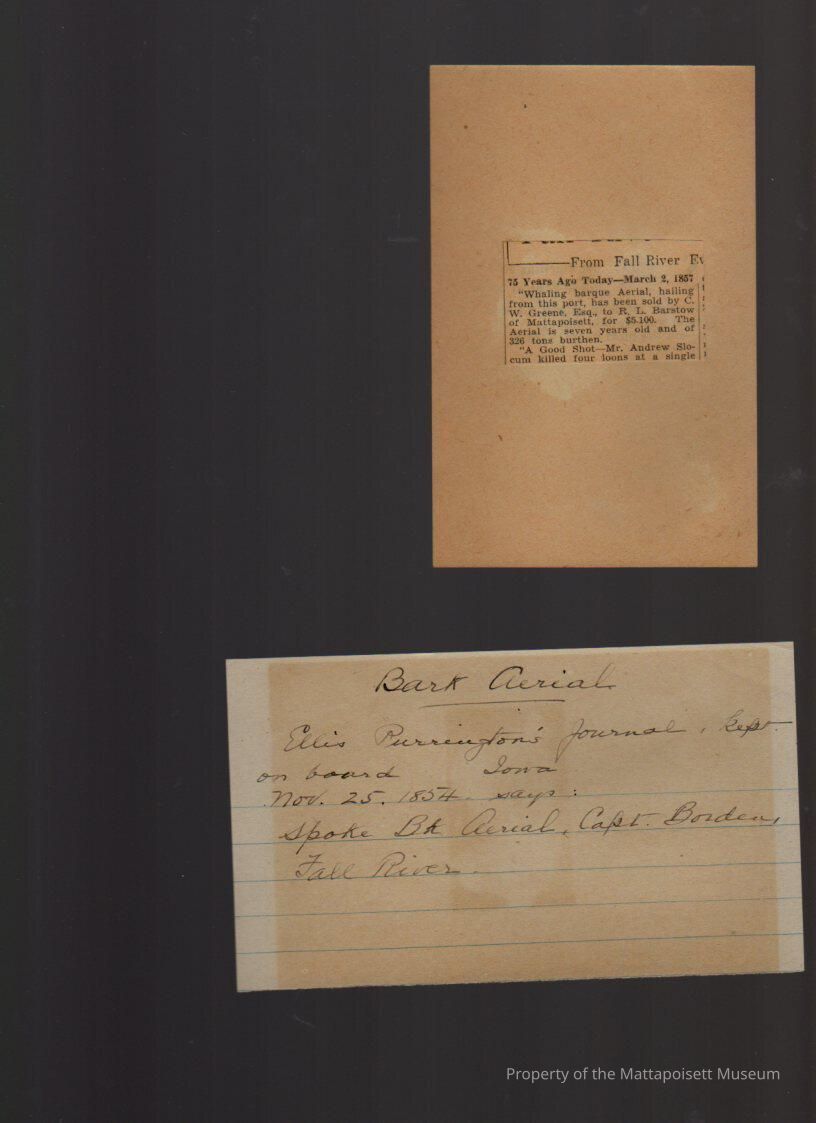 From Fall River Ev
75 Years Ago Today—March 2, 1857
"Whaling barque Aerial, hailing
from this port, has been sold by C.
W. Greene, Esq., to R. L. Barstow
of Mattapoisett, for $5.100. The
Aerial is seven years old and of
326 tons burthen.
"A Good Shot—Mr. Andrew Slo-
cum killed four loons at a single
Bark Aerial
Ellis Purrington's Journal, kept
on board Iowa
Nov. 25. 1854. says:
Spoke Bk Aerial, Capt. Borden,
Fall River.
Property of the Mattapoisett Museum